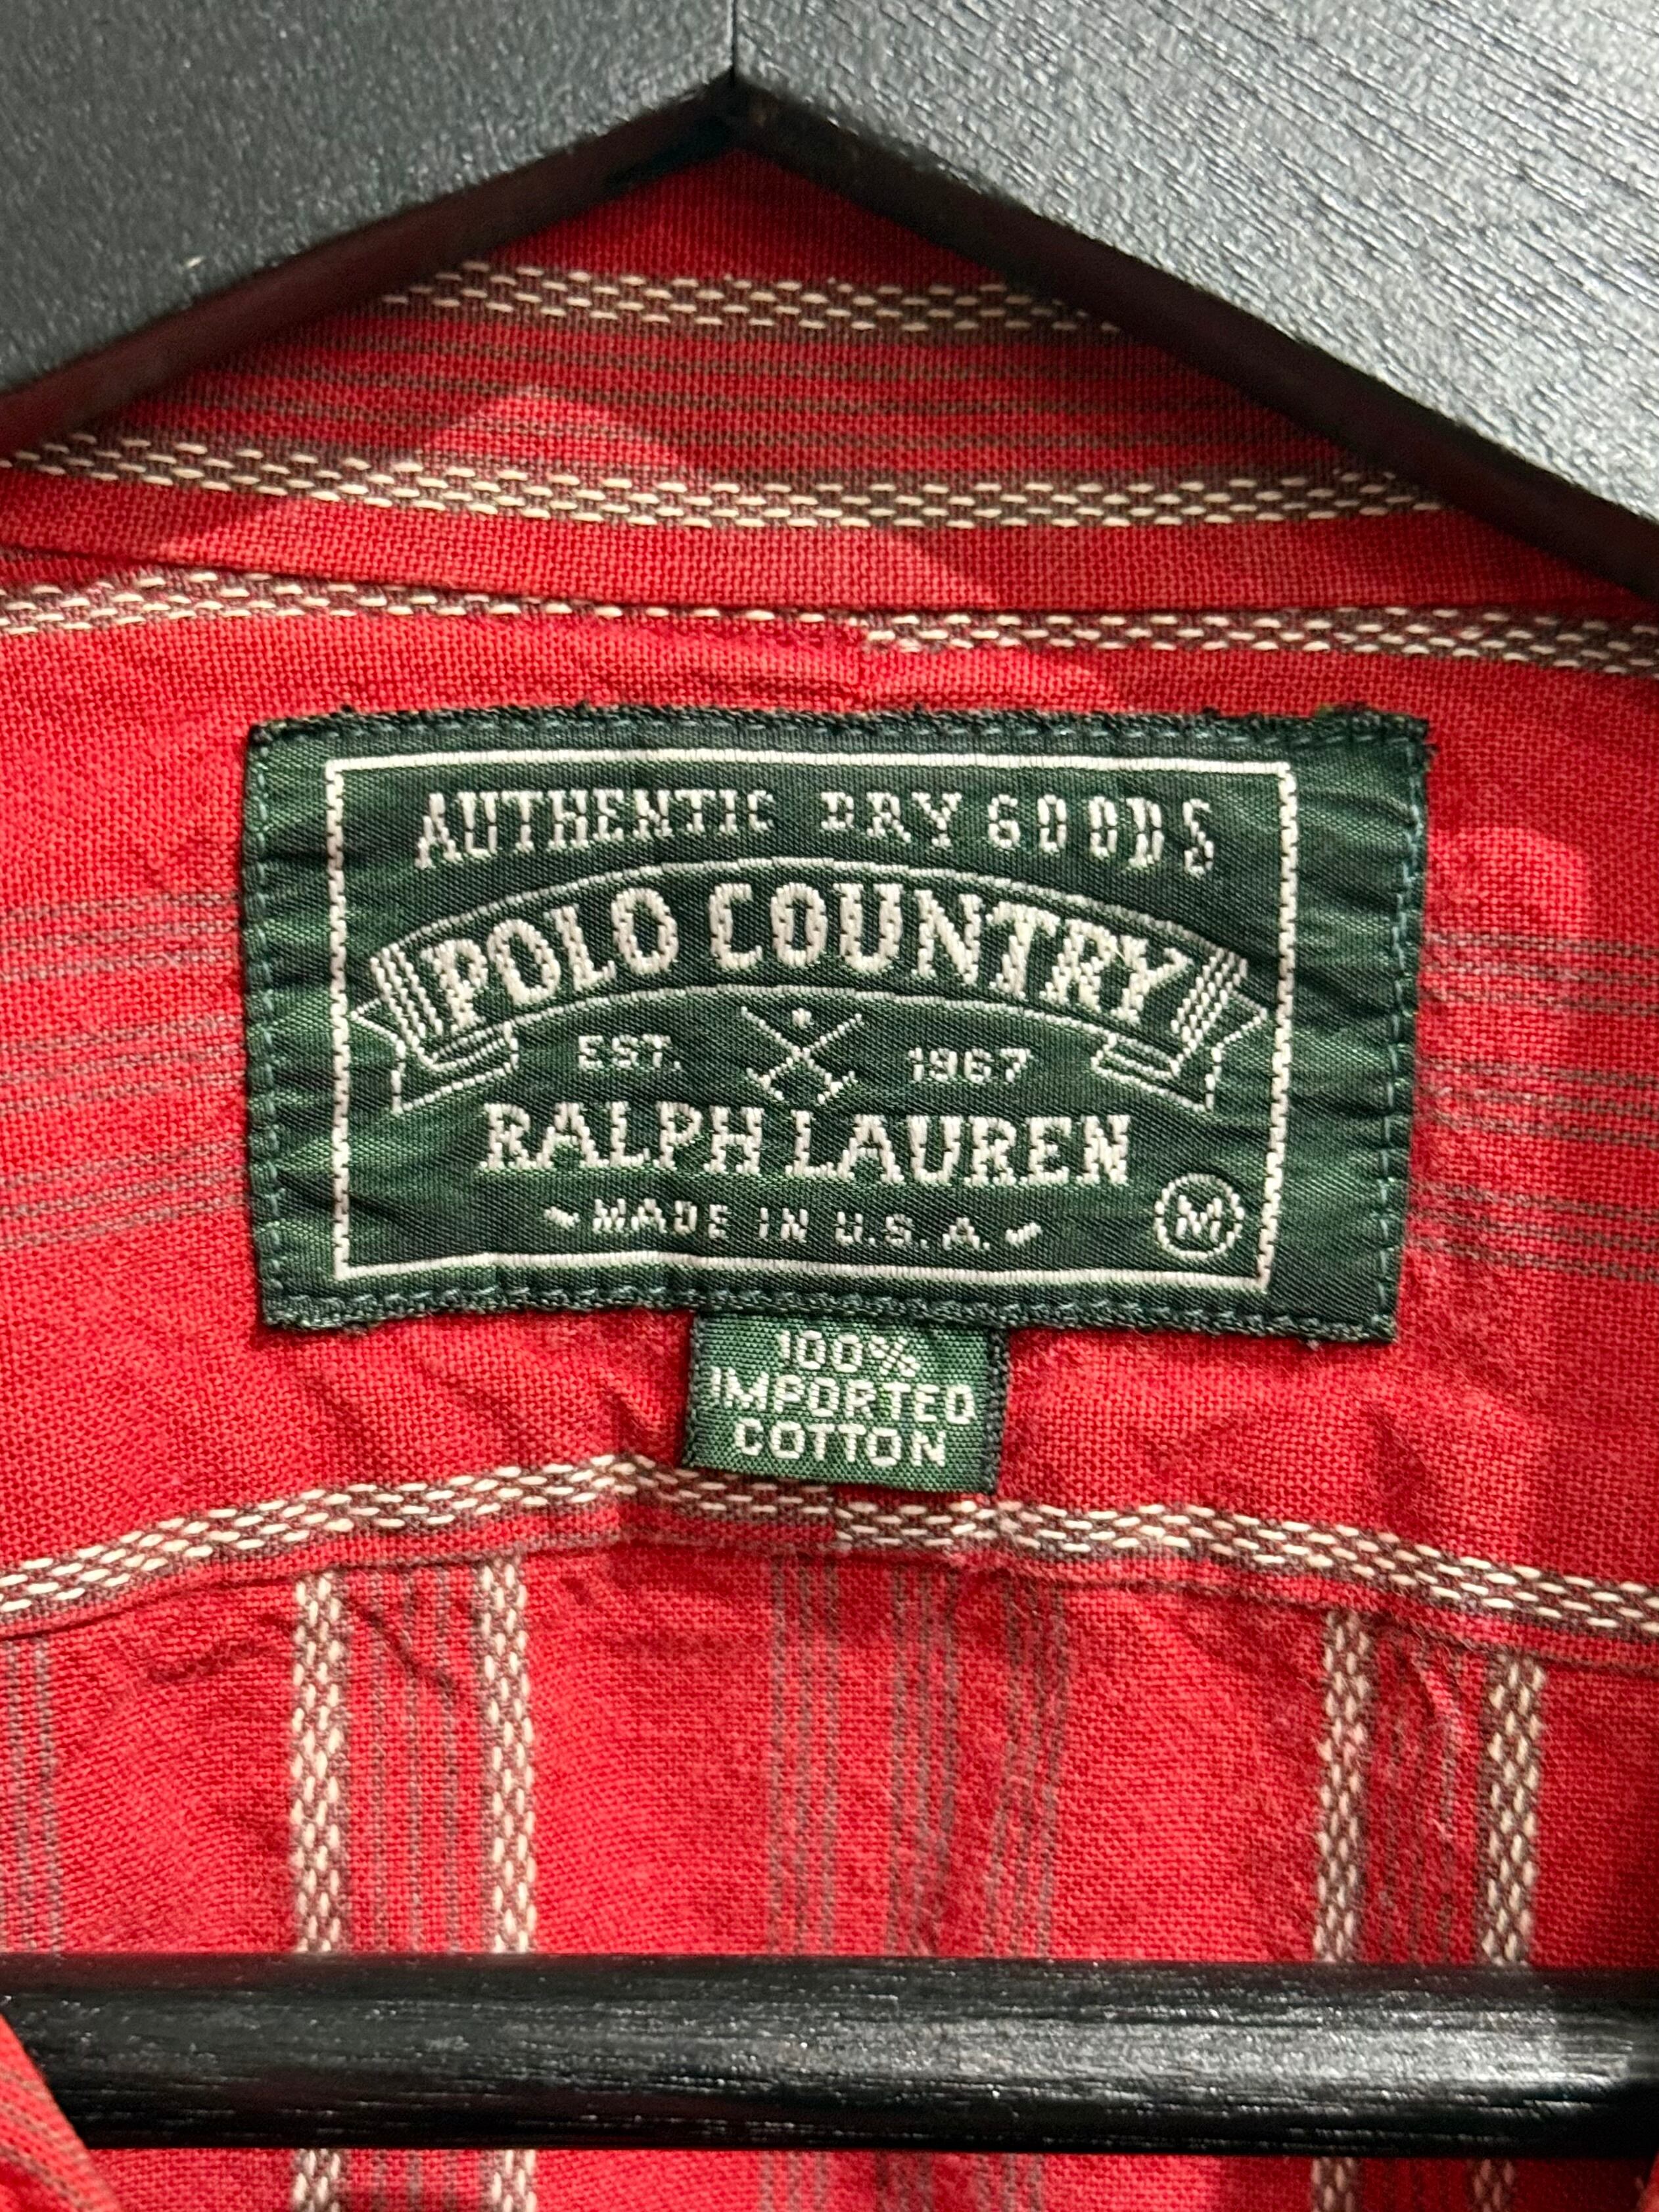 AUTHENTIC DRY GOODS
POLO COUNTRY
EST. 1967
RALPH LAUREN
MADE IN U.S.A.
M
100%
IMPORTED
COTTON